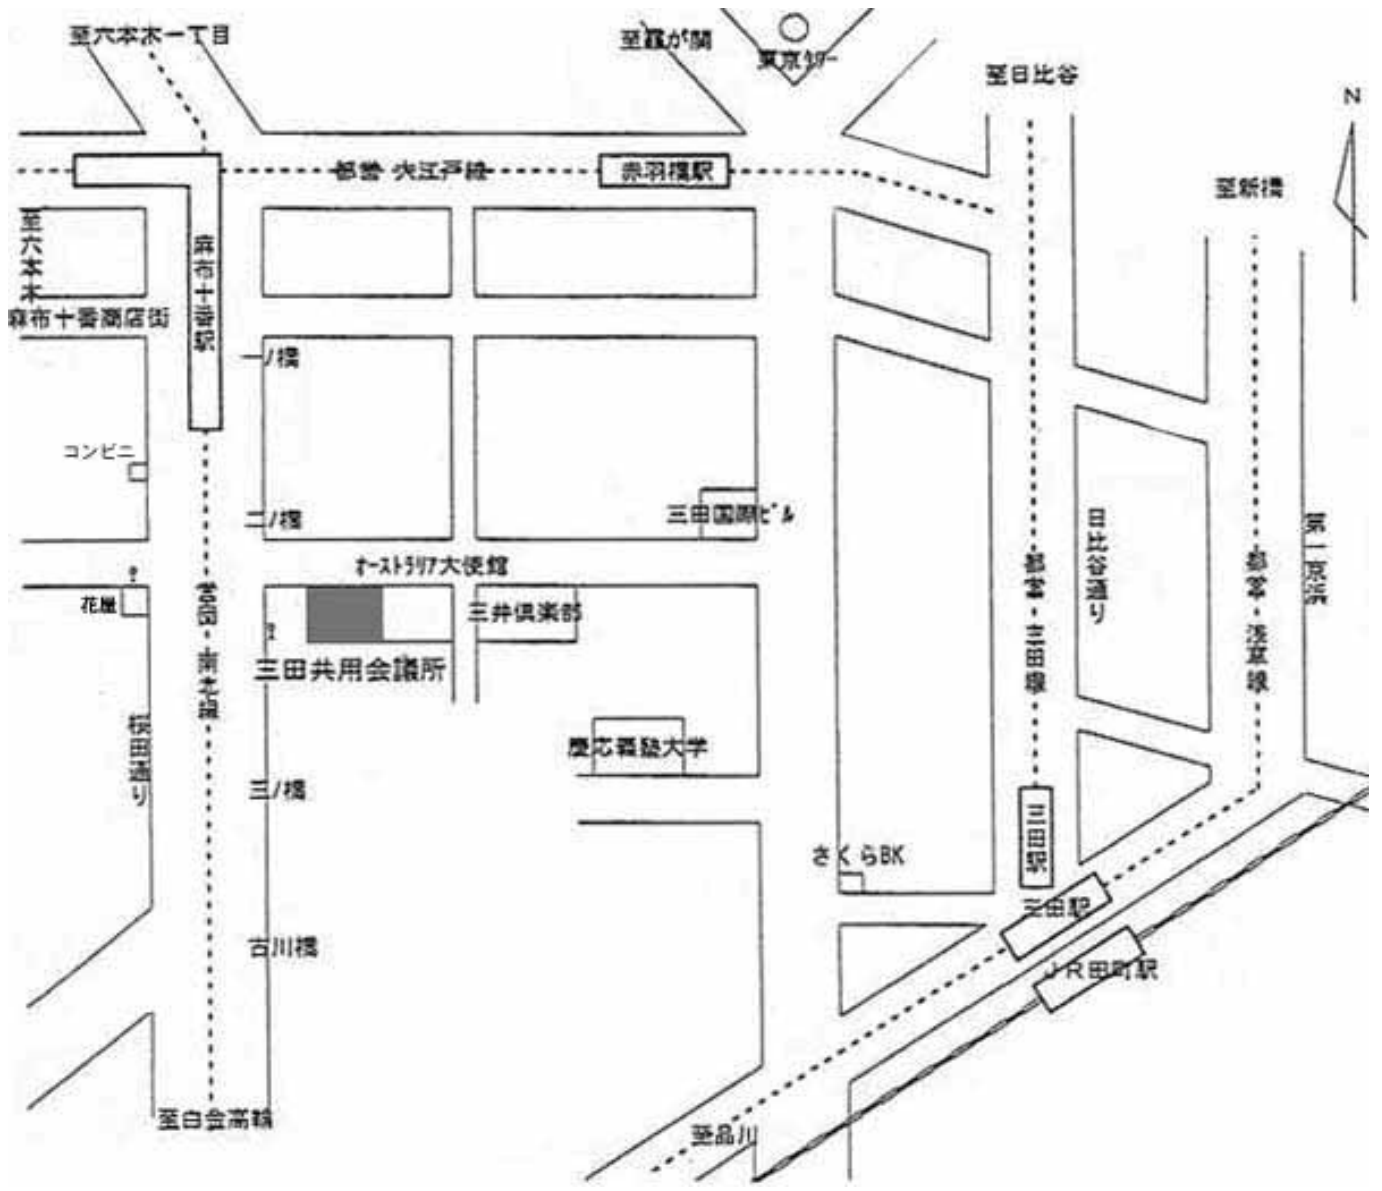 至六本木一丁目
至霞が関
東京タワー
至日比谷
N
都営 大江戸線
赤羽橋駅
至新橋
至六本木
麻布十番駅
麻布十番商店街
一ノ橋
コンビニ
二ノ橋
三田国際ビル
日比谷通り
第一京浜
オーストラリア大使館
都営 三田線
都営 浅草線
花屋
営団 南北線
三井倶楽部
三田共用会議所
桜田通り
慶応義塾大学
三ノ橋
三田駅
さくらBK
三田駅
古川橋
JR田町駅
至白金高輪
至品川